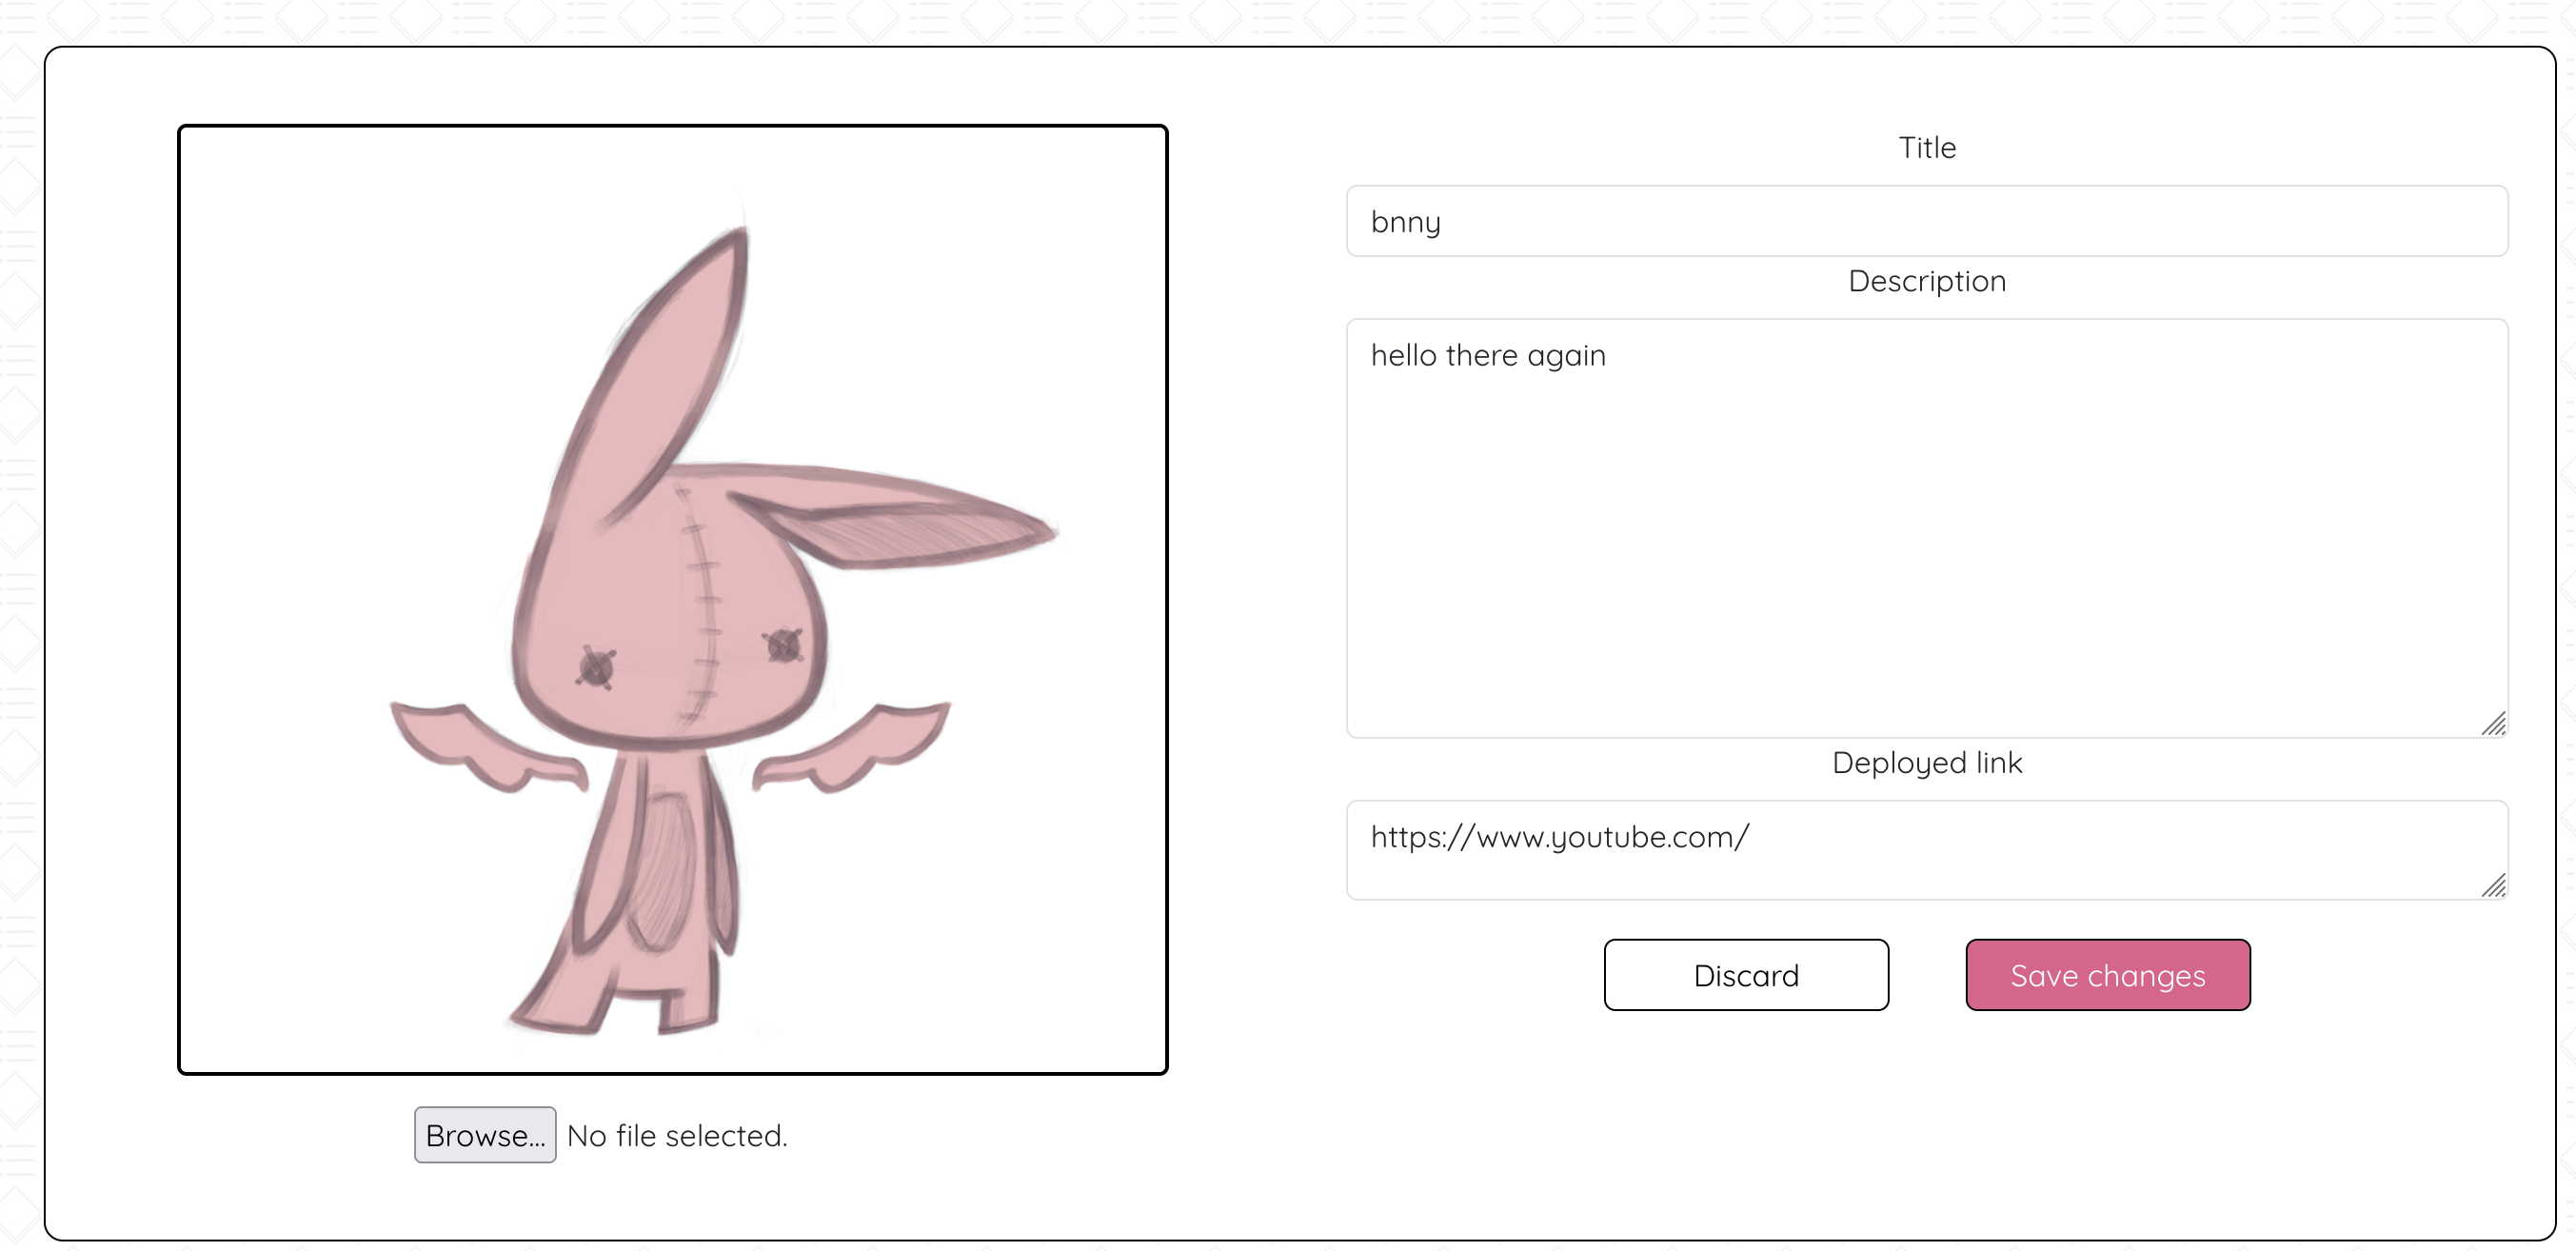 Title
bnny
Description
hello there again
Deployed link
https://www.youtube.com/
Discard
Save changes
Browse... No file selected.